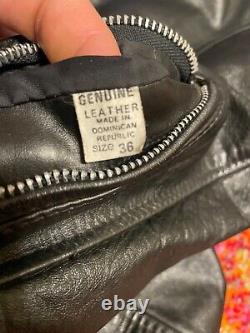 GENUINE
LEATHER
MADE IN
DOMINICAN
REPUBLIC
SIZE 36